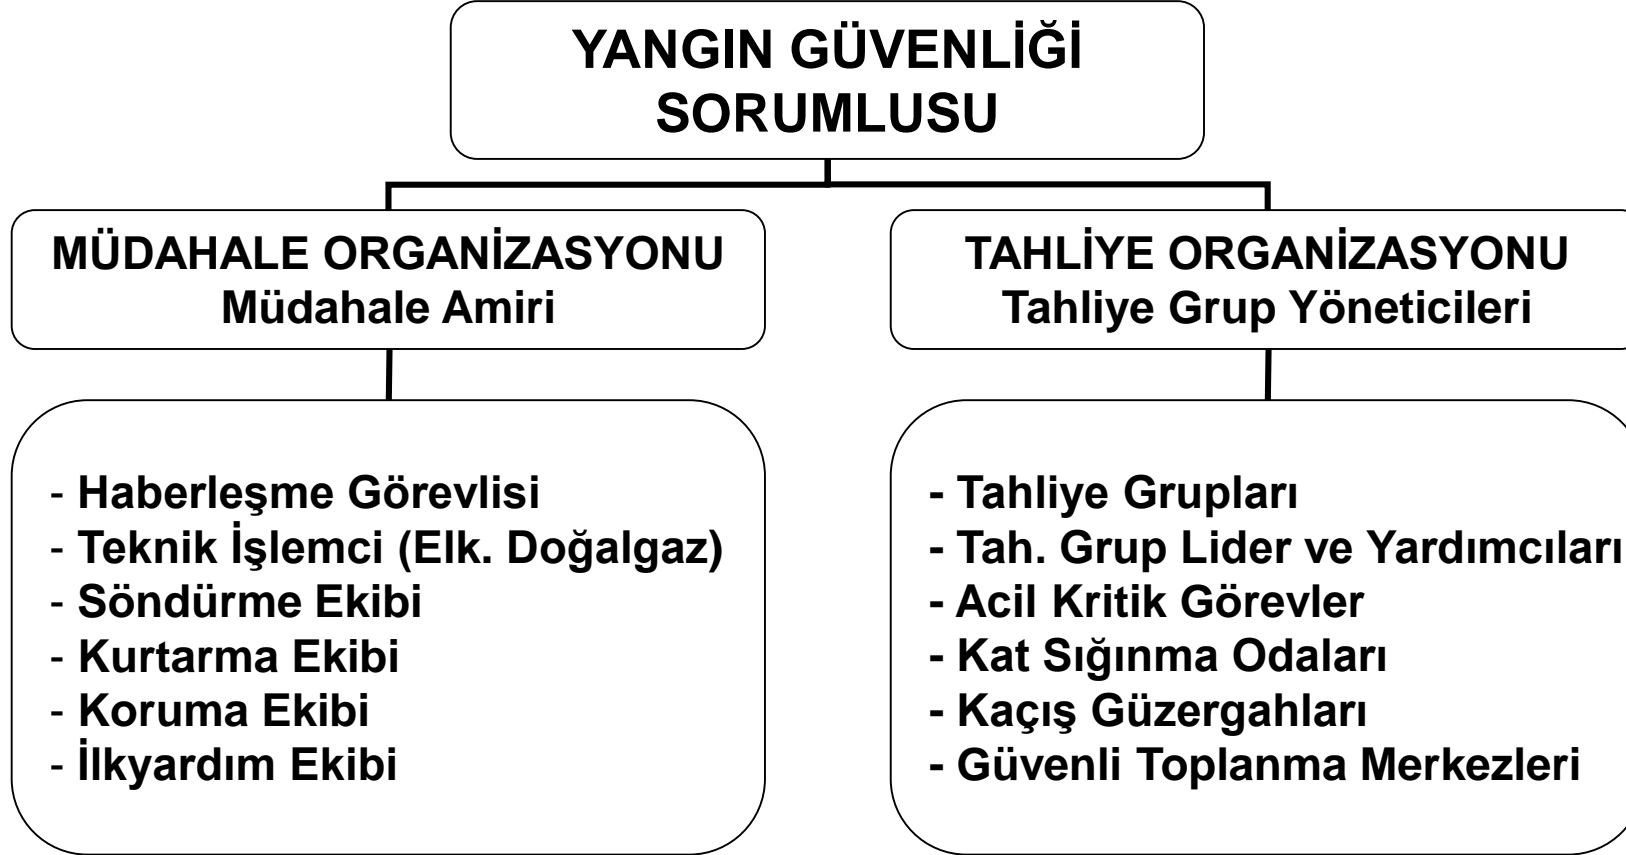 YANGIN GÜVENLİĞİ
SORUMLUSU
MÜDAHALE ORGANİZASYONU
Müdahale Amiri
TAHLİYE ORGANİZASYONU
Tahliye Grup Yöneticileri
- Haberleşme Görevlisi
- Teknik İşlemci (Elk. Doğalgaz)
- Söndürme Ekibi
- Kurtarma Ekibi
- Koruma Ekibi
- İlkyardım Ekibi
- Tahliye Grupları
- Tah. Grup Lider ve Yardımcıları
- Acil Kritik Görevler
- Kat Sığınma Odaları
- Kaçış Güzergahları
- Güvenli Toplanma Merkezleri